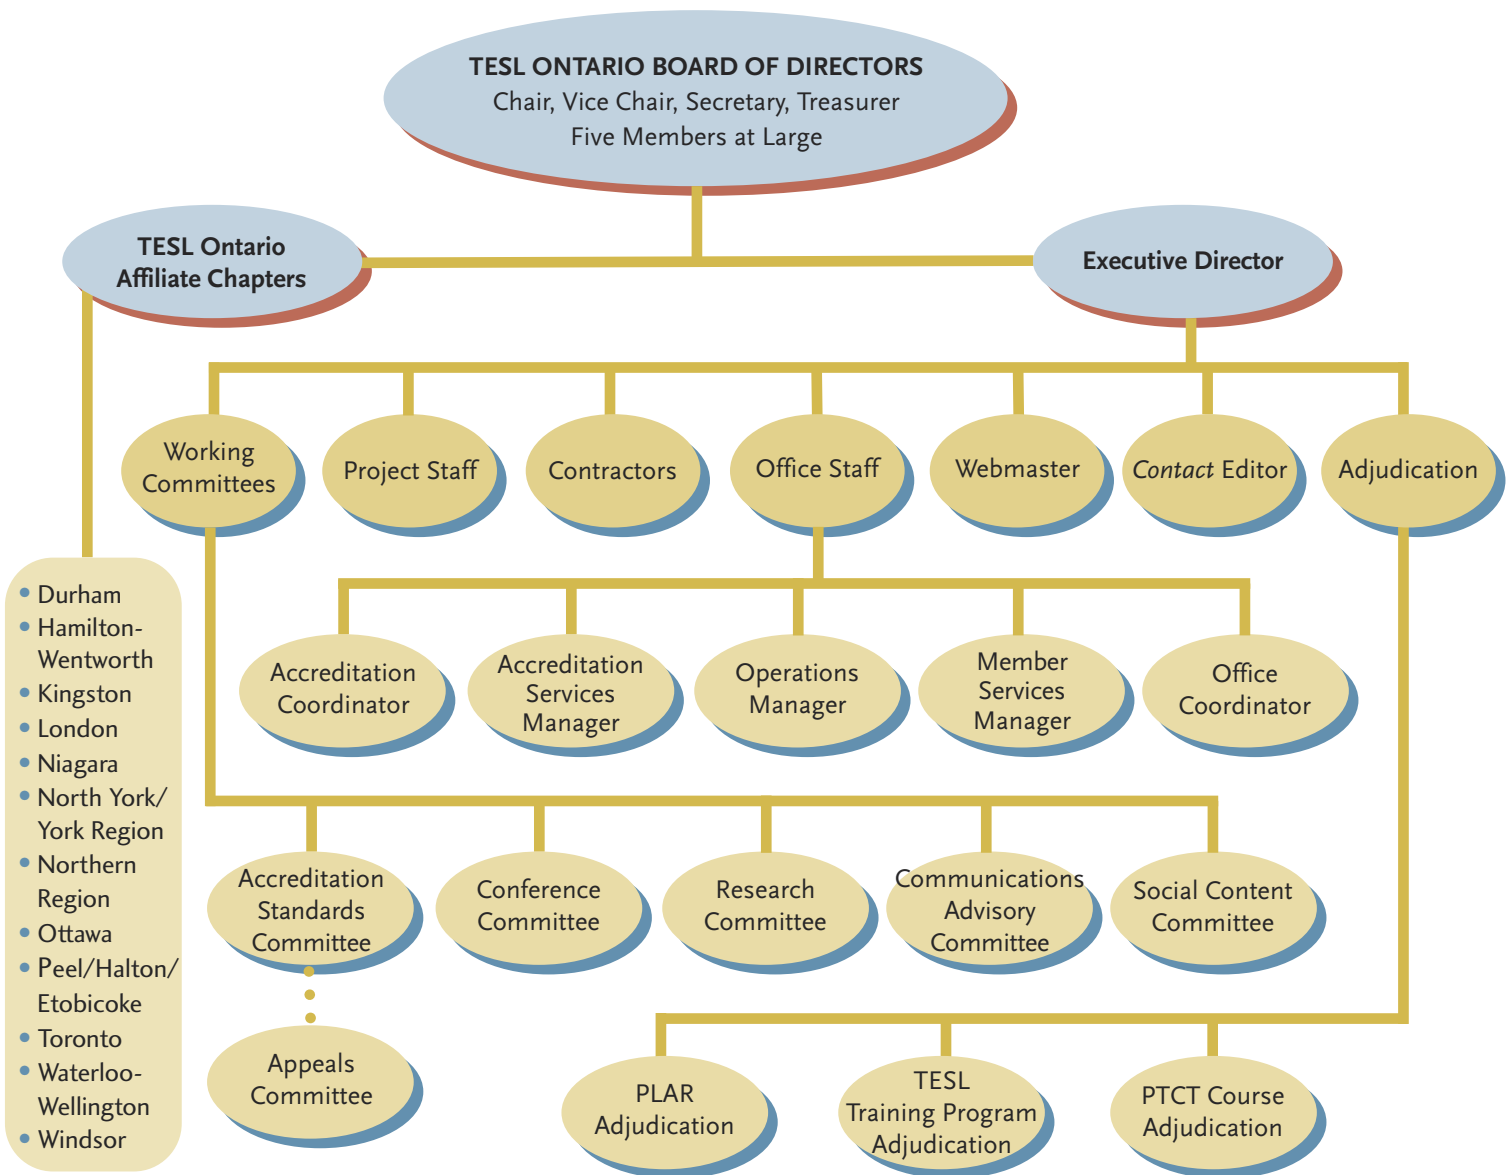 TESL ONTARIO BOARD OF DIRECTORS
Chair, Vice Chair, Secretary, Treasurer
Five Members at Large
TESL Ontario
Affiliate Chapters
Executive Director
Working
Committees
Project Staff
Contractors
Office Staff
Webmaster
Contact Editor
Adjudication
• Durham
• Hamilton-
Wentworth
• Kingston
• London
• Niagara
• North York/
York Region
• Northern
Region
• Ottawa
• Peel/Halton/
Etobicoke
• Toronto
• Waterloo-
Wellington
• Windsor
Accreditation
Coordinator
Accreditation
Services
Manager
Operations
Manager
Member
Services
Manager
Office
Coordinator
Accreditation
Standards
Committee
Conference
Committee
Research
Committee
Communications
Advisory
Committee
Social Content
Committee
Appeals
Committee
PLAR
Adjudication
TESL
Training Program
Adjudication
PTCT Course
Adjudication